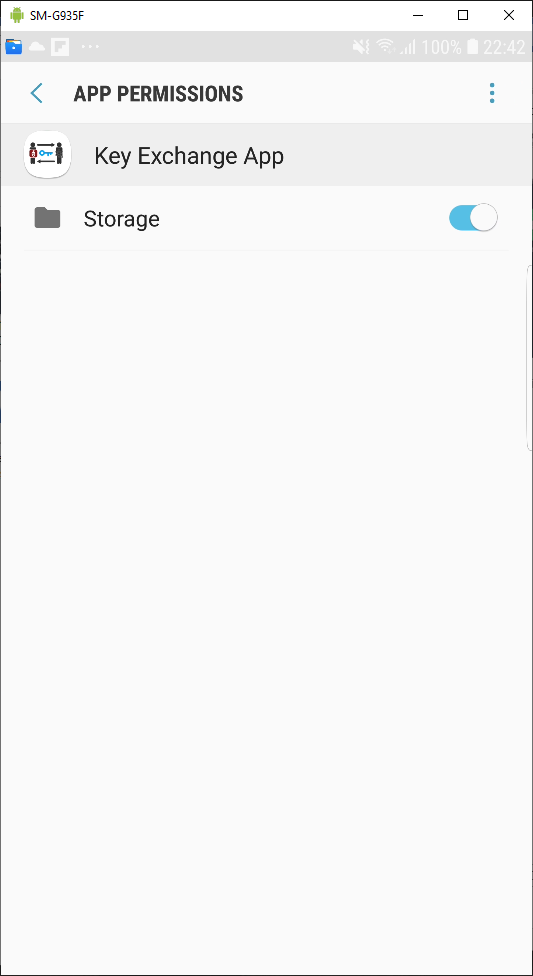 SM-G935F
100% 22:42
APP PERMISSIONS
Key Exchange App
Storage